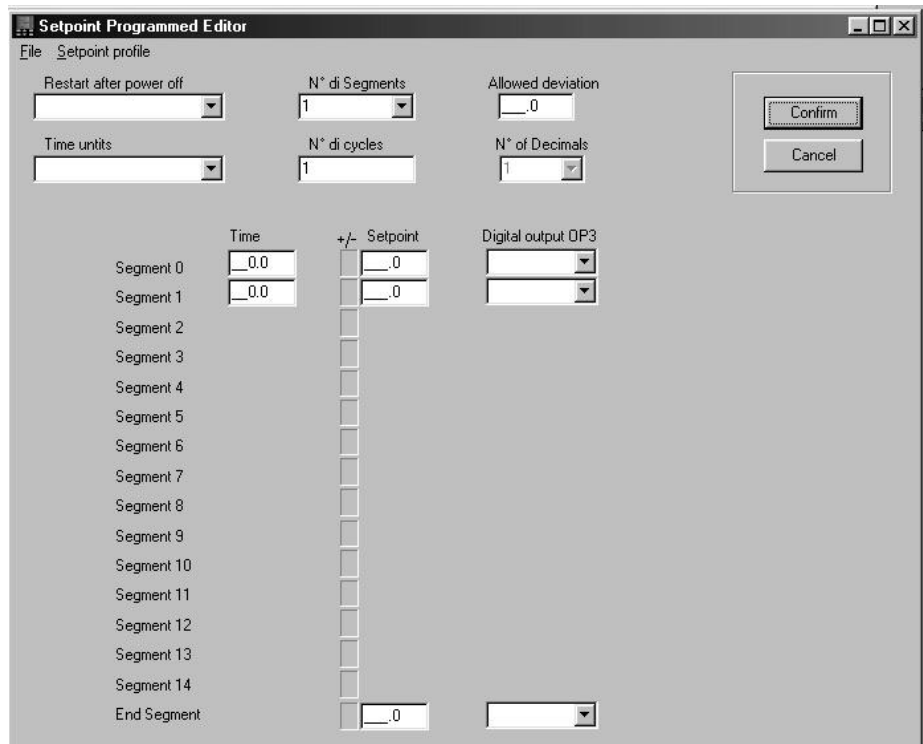 Setpoint Programmed Editor
File Setpoint profile
Restart after power off N° di Segments Allowed deviation
1 __.0 Confirm
Time untits N° di cycles N° of Decimals Cancel
1 1
Time +/- Setpoint Digital output OP3
Segment 0 __0.0 ___.0
Segment 1 __0.0 ___.0
Segment 2
Segment 3
Segment 4
Segment 5
Segment 6
Segment 7
Segment 8
Segment 9
Segment 10
Segment 11
Segment 12
Segment 13
Segment 14
End Segment ___.0